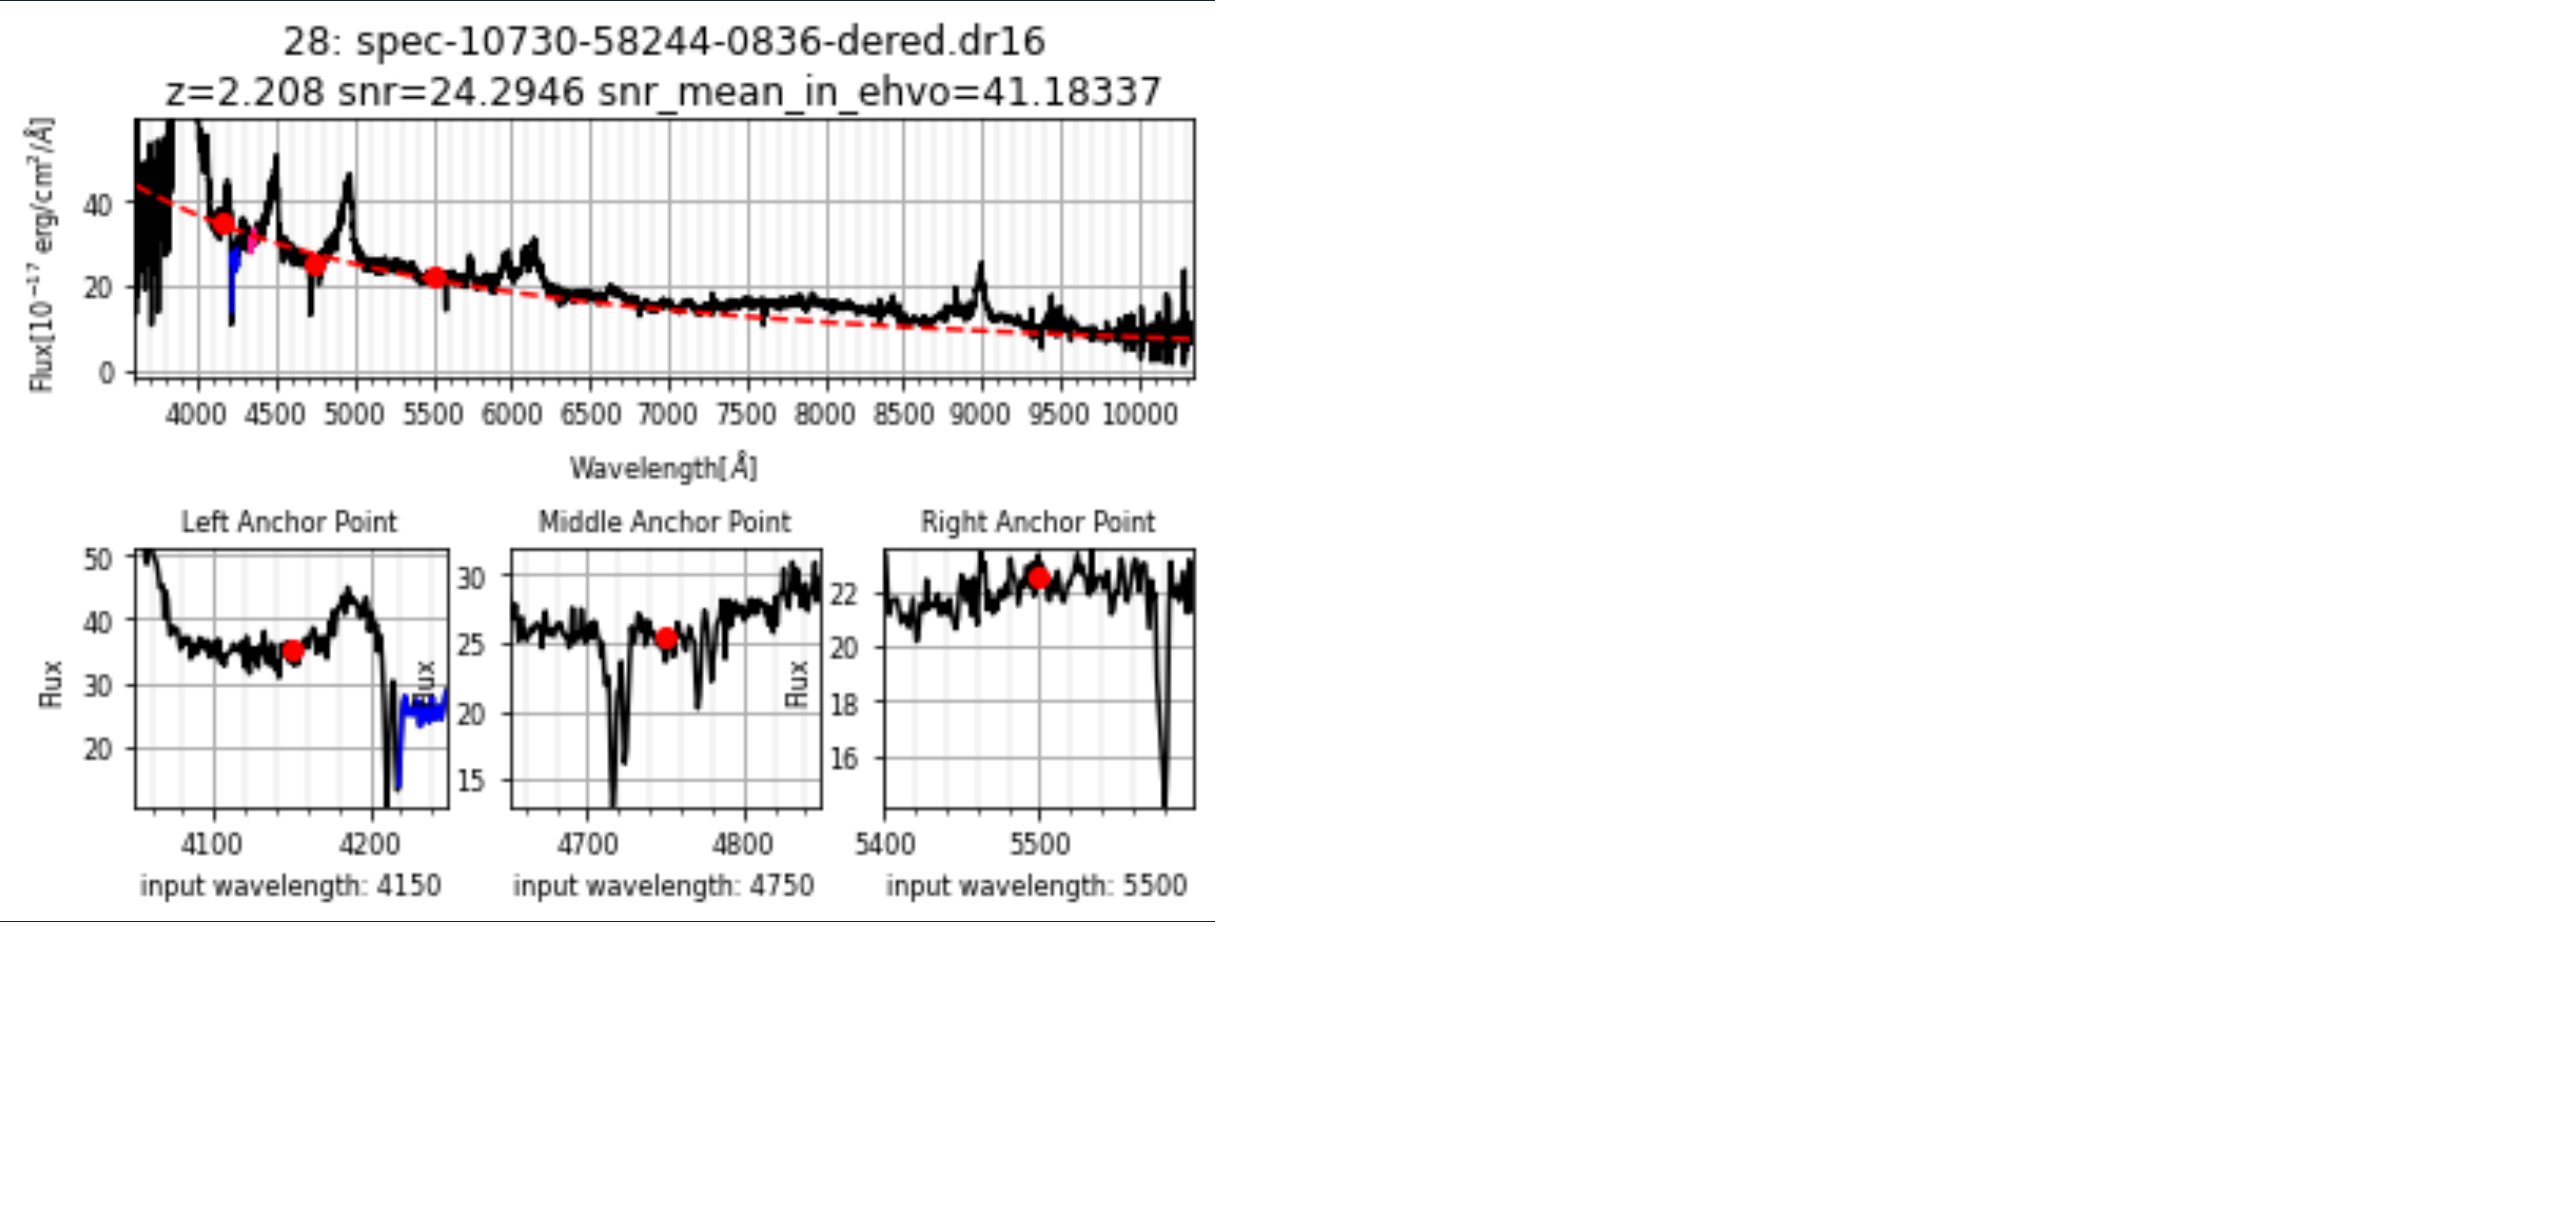 28: spec-10730-58244-0836-dered.dr16
z=2.208 snr=24.2946 snr_mean_in_ehvo=41.18337
Flux[10⁻¹⁷ erg/cm²/Å]
40
20
0
4000 4500 5000 5500 6000 6500 7000 7500 8000 8500 9000 9500 10000
Wavelength[Å]
Left Anchor Point
Flux
50
40
30
20
4100 4200
input wavelength: 4150
Middle Anchor Point
Flux
30
25
20
15
4700 4800
input wavelength: 4750
Right Anchor Point
Flux
22
20
18
16
5400 5500
input wavelength: 5500